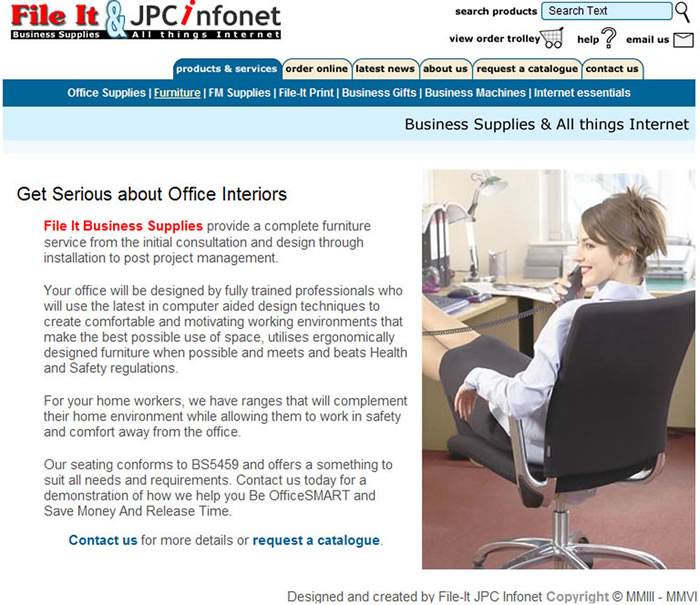 File It & JPC infonet
Business Supplies All things Internet
search products Search Text
view order trolley help ? email us
products & services order online latest news about us request a catalogue contact us
Office Supplies | Furniture | FM Supplies | File-It Print | Business Gifts | Business Machines | Internet essentials
Business Supplies & All things Internet
Get Serious about Office Interiors
File It Business Supplies provide a complete furniture
service from the initial consultation and design through
installation to post project management.
Your office will be designed by fully trained professionals who
will use the latest in computer aided design techniques to
create comfortable and motivating working environments that
make the best possible use of space, utilises ergonomically
designed furniture when possible and meets and beats Health
and Safety regulations.
For your home workers, we have ranges that will complement
their home environment while allowing them to work in safety
and comfort away from the office.
Our seating conforms to BS5459 and offers a something to
suit all needs and requirements. Contact us today for a
demonstration of how we help you Be OfficeSMART and
Save Money And Release Time.
Contact us for more details or request a catalogue.
Designed and created by File-It JPC Infonet Copyright © MMIII - MMVI